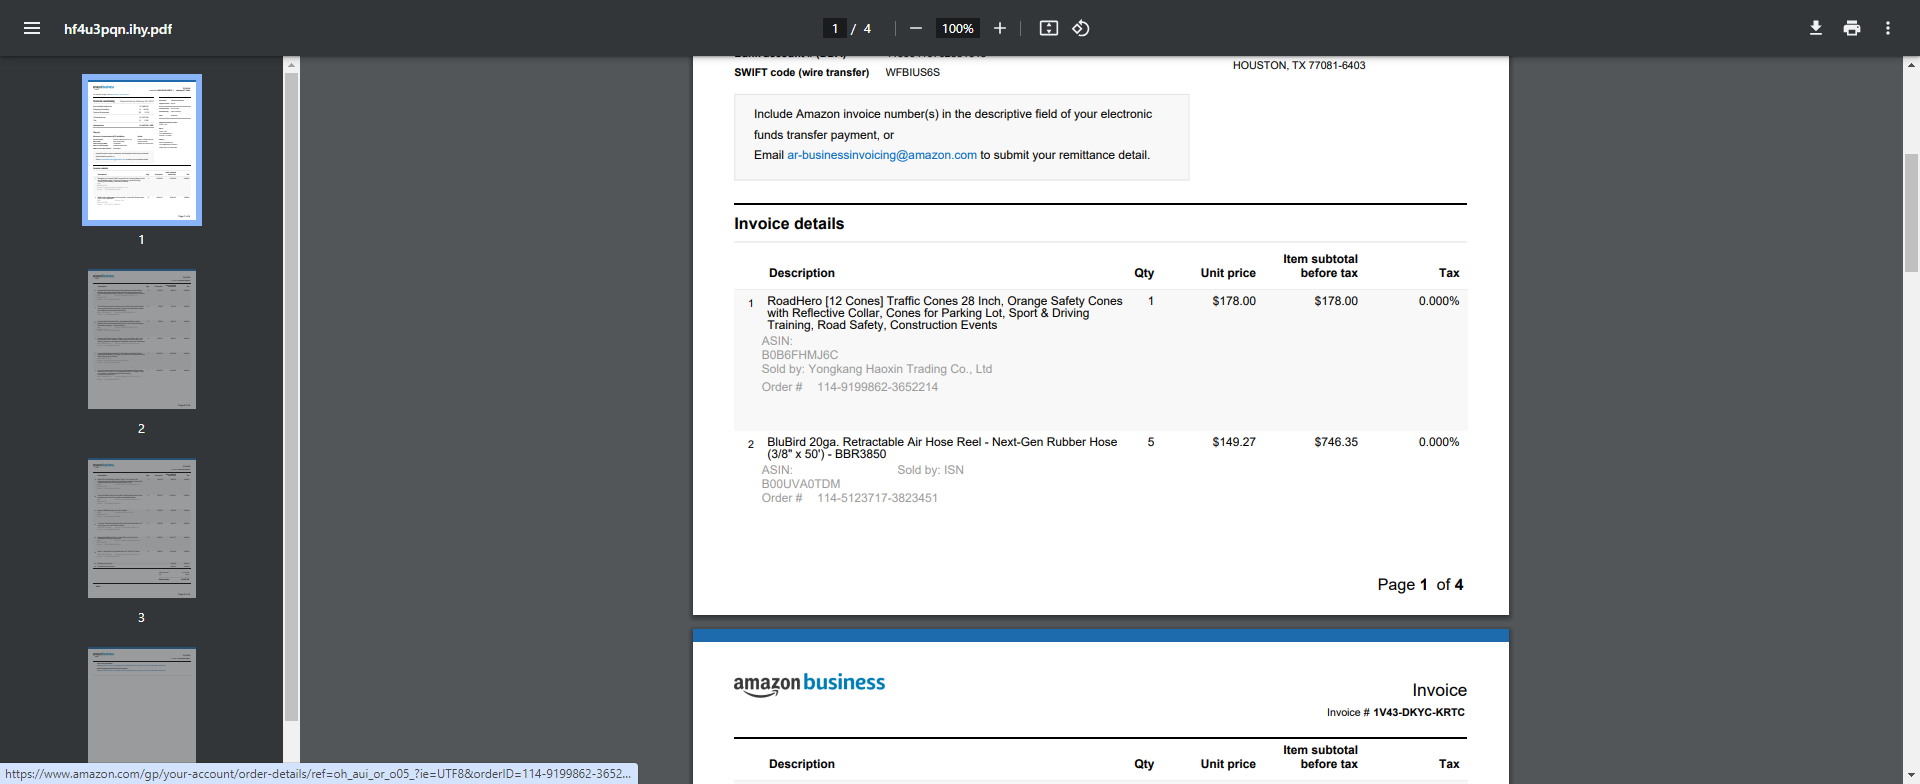 hf4u3pqn.ihy.pdf
1 / 4
100%
1
2
3
SWIFT code (wire transfer) WFBIUS6S
HOUSTON, TX 77081-6403
Include Amazon invoice number(s) in the descriptive field of your electronic
funds transfer payment, or
Email ar-businessinvoicing@amazon.com to submit your remittance detail.
Invoice details
Description Qty Unit price Item subtotal before tax Tax
1 RoadHero [12 Cones] Traffic Cones 28 Inch, Orange Safety Cones 1 $178.00 $178.00 0.000%
with Reflective Collar, Cones for Parking Lot, Sport & Driving
Training, Road Safety, Construction Events
ASIN:
B0B6FHMJ6C
Sold by: Yongkang Haoxin Trading Co., Ltd
Order # 114-9199862-3652214
2 BluBird 20ga. Retractable Air Hose Reel - Next-Gen Rubber Hose 5 $149.27 $746.35 0.000%
(3/8" x 50') - BBR3850
ASIN: Sold by: ISN
B00UVA0TDM
Order # 114-5123717-3823451
Page 1 of 4
amazon business
Invoice
Invoice # 1V43-DKYC-KRTC
Description Qty Unit price Item subtotal before tax Tax
https://www.amazon.com/gp/your-account/order-details/ref=oh_aui_or_o05_?ie=UTF8&orderID=114-9199862-3652...